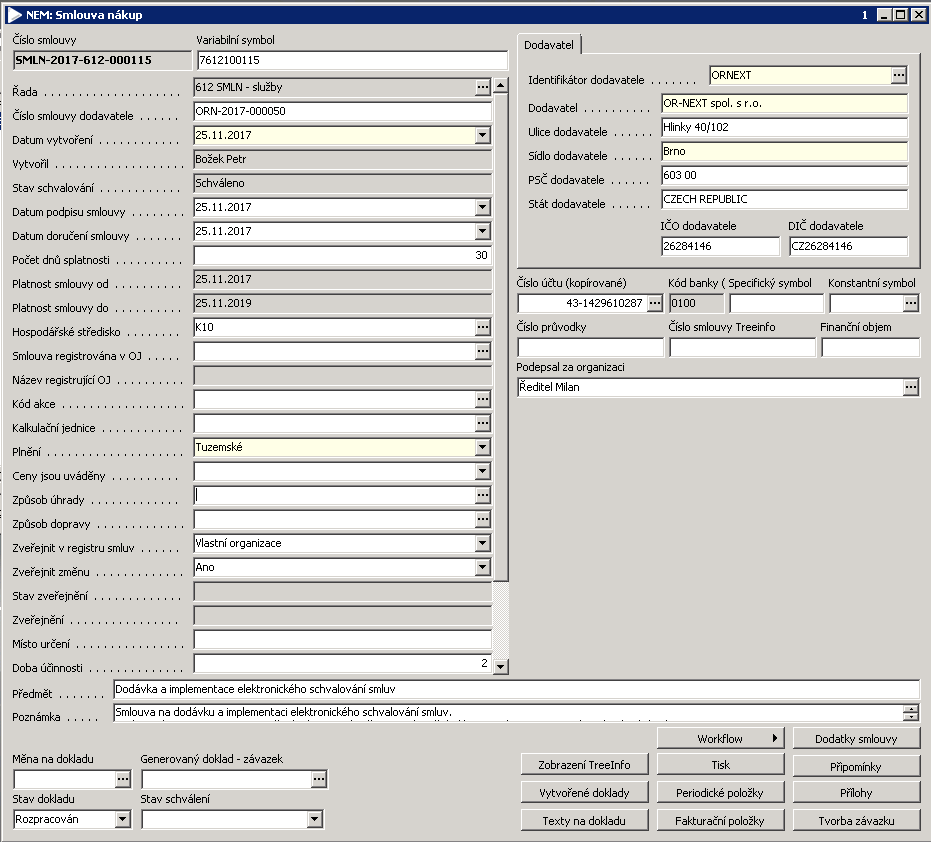 NEM: Smlouva nákup 1
Číslo smlouvy Variabilní symbol
SMLN-2017-612-000115 7612100115
Řada 612 SMLN - služby
Číslo smlouvy dodavatele ORN-2017-000050
Datum vytvoření 25.11.2017
Vytvořil Božek Petr
Stav schvalování Schváleno
Datum podpisu smlouvy 25.11.2017
Datum doručení smlouvy 25.11.2017
Počet dnů splatnosti 30
Platnost smlouvy od 25.11.2017
Platnost smlouvy do 25.11.2019
Hospodářské středisko K10
Smlouva registrována v OJ
Název registrující OJ
Kód akce
Kalkulační jednice
Plnění Tuzemské
Ceny jsou uváděny
Způsob úhrady
Způsob dopravy
Zveřejnit v registru smluv Vlastní organizace
Zveřejnit změnu Ano
Stav zveřejnění
Zveřejnění
Místo určení
Doba účinnosti 2
Dodavatel
Identifikátor dodavatele ORNEXT
Dodavatel OR-NEXT spol. s r.o.
Ulice dodavatele Hlinky 40/102
Sídlo dodavatele Brno
PSČ dodavatele 603 00
Stát dodavatele CZECH REPUBLIC
IČO dodavatele DIČ dodavatele
26284146 CZ26284146
Číslo účtu (kopírované) Kód banky ( Specifický symbol Konstantní symbol
43-1429610287 0100
Číslo průvodky Číslo smlouvy Treeinfo Finanční objem
Podepsal za organizaci
Ředitel Milan
Předmět Dodávka a implementace elektronického schvalování smluv
Poznámka Smlouva na dodávku a implementaci elektronického schvalování smluv.
Workflow Dodatky smlouvy
Měna na dokladu Generovaný doklad - závazek
Zobrazení TreeInfo Tisk Připomínky
Vytvořené doklady Periodické položky Přílohy
Stav dokladu Stav schválení
Rozpracován
Texty na dokladu Fakturační položky Tvorba závazku